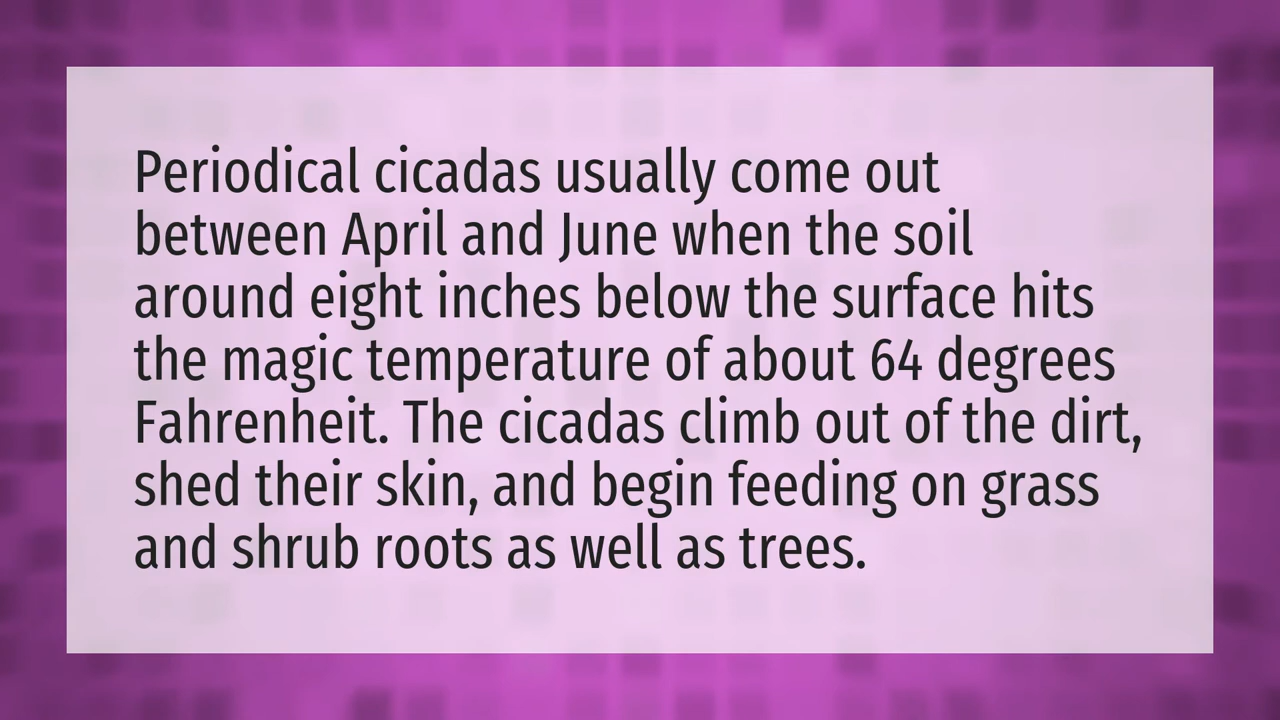 Periodical cicadas usually come out
between April and June when the soil
around eight inches below the surface hits
the magic temperature of about 64 degrees
Fahrenheit. The cicadas climb out of the dirt,
shed their skin, and begin feeding on grass
and shrub roots as well as trees.